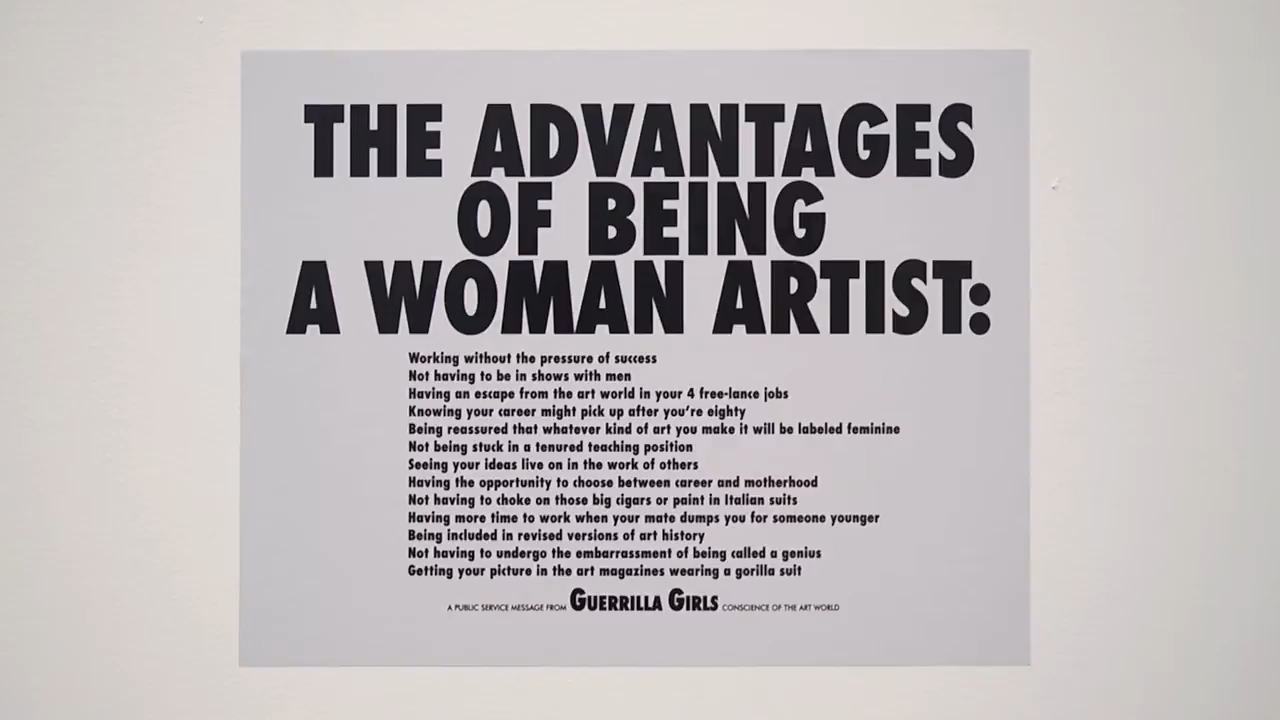 THE ADVANTAGES
OF BEING
A WOMAN ARTIST:
Working without the pressure of success
Not having to be in shows with men
Having an escape from the art world in your 4 free-lance jobs
Knowing your career might pick up after you're eighty
Being reassured that whatever kind of art you make it will be labeled feminine
Not being stuck in a tenured teaching position
Seeing your ideas live on in the work of others
Having the opportunity to choose between career and motherhood
Not having to choke on those big cigars or paint in Italian suits
Having more time to work when your mate dumps you for someone younger
Being included in revised versions of art history
Not having to undergo the embarrassment of being called a genius
Getting your picture in the art magazines wearing a gorilla suit
A PUBLIC SERVICE MESSAGE FROM GUERRILLA GIRLS CONSCIENCE OF THE ART WORLD